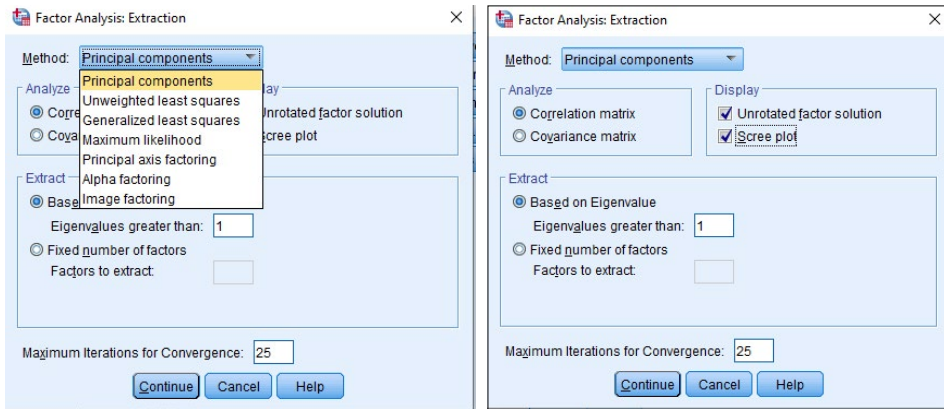 Factor Analysis: Extraction
Method: Principal components
Principal components
Unweighted least squares
Generalized least squares
Maximum likelihood
Principal axis factoring
Alpha factoring
Image factoring
Analyze
lay
Corre
nrotated factor solution
Cova
cree plot
Extract
Base
Eigenvalues greater than: 1
Fixed number of factors
Factors to extract:
Maximum Iterations for Convergence: 25
Continue Cancel Help
Factor Analysis: Extraction
Method: Principal components
Analyze
Correlation matrix
Covariance matrix
Display
Unrotated factor solution
Scree plot
Extract
Based on Eigenvalue
Eigenvalues greater than: 1
Fixed number of factors
Factors to extract:
Maximum Iterations for Convergence: 25
Continue Cancel Help